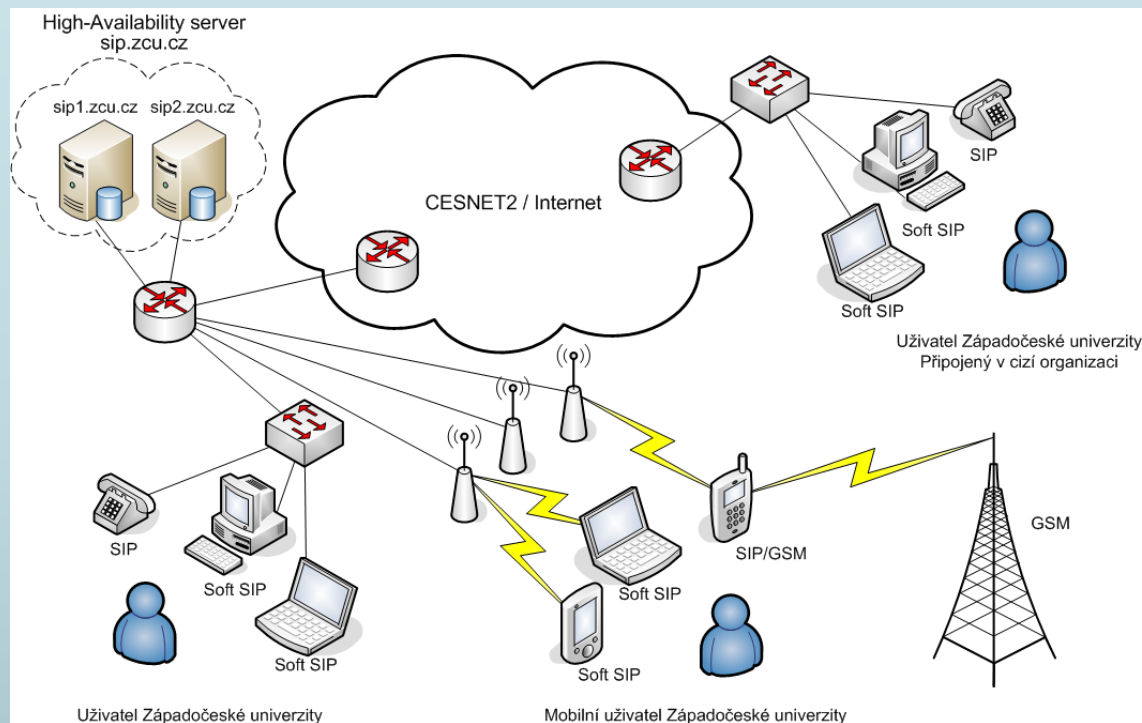 High-Availability server
sip.zcu.cz
sip1.zcu.cz sip2.zcu.cz
CESNET2 / Internet
SIP
Soft SIP
Soft SIP
Uživatel Západočeské univerzity
Připojený v cizí organizaci
SIP
Soft SIP
Soft SIP
Uživatel Západočeské univerzity
SIP/GSM
Soft SIP
Soft SIP
Mobilní uživatel Západočeské univerzity
GSM